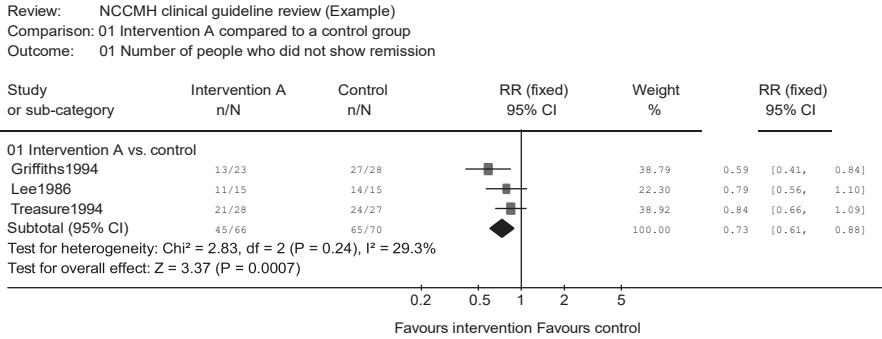 Review: NCCMH clinical guideline review (Example)
Comparison: 01 Intervention A compared to a control group
Outcome: 01 Number of people who did not show remission
Study Intervention A Control RR (fixed) Weight RR (fixed)
or sub-category n/N n/N 95% CI % 95% CI
01 Intervention A vs. control
Griffiths1994 13/23 27/28 38.79 0.59 [0.41, 0.84]
Lee1986 11/15 14/15 22.30 0.79 [0.56, 1.10]
Treasure1994 21/28 24/27 38.92 0.84 [0.66, 1.09]
Subtotal (95% CI) 45/66 65/70 100.00 0.73 [0.61, 0.88]
Test for heterogeneity: Chi² = 2.83, df = 2 (P = 0.24), I² = 29.3%
Test for overall effect: Z = 3.37 (P = 0.0007)
0.2 0.5 1 2 5
Favours intervention Favours control